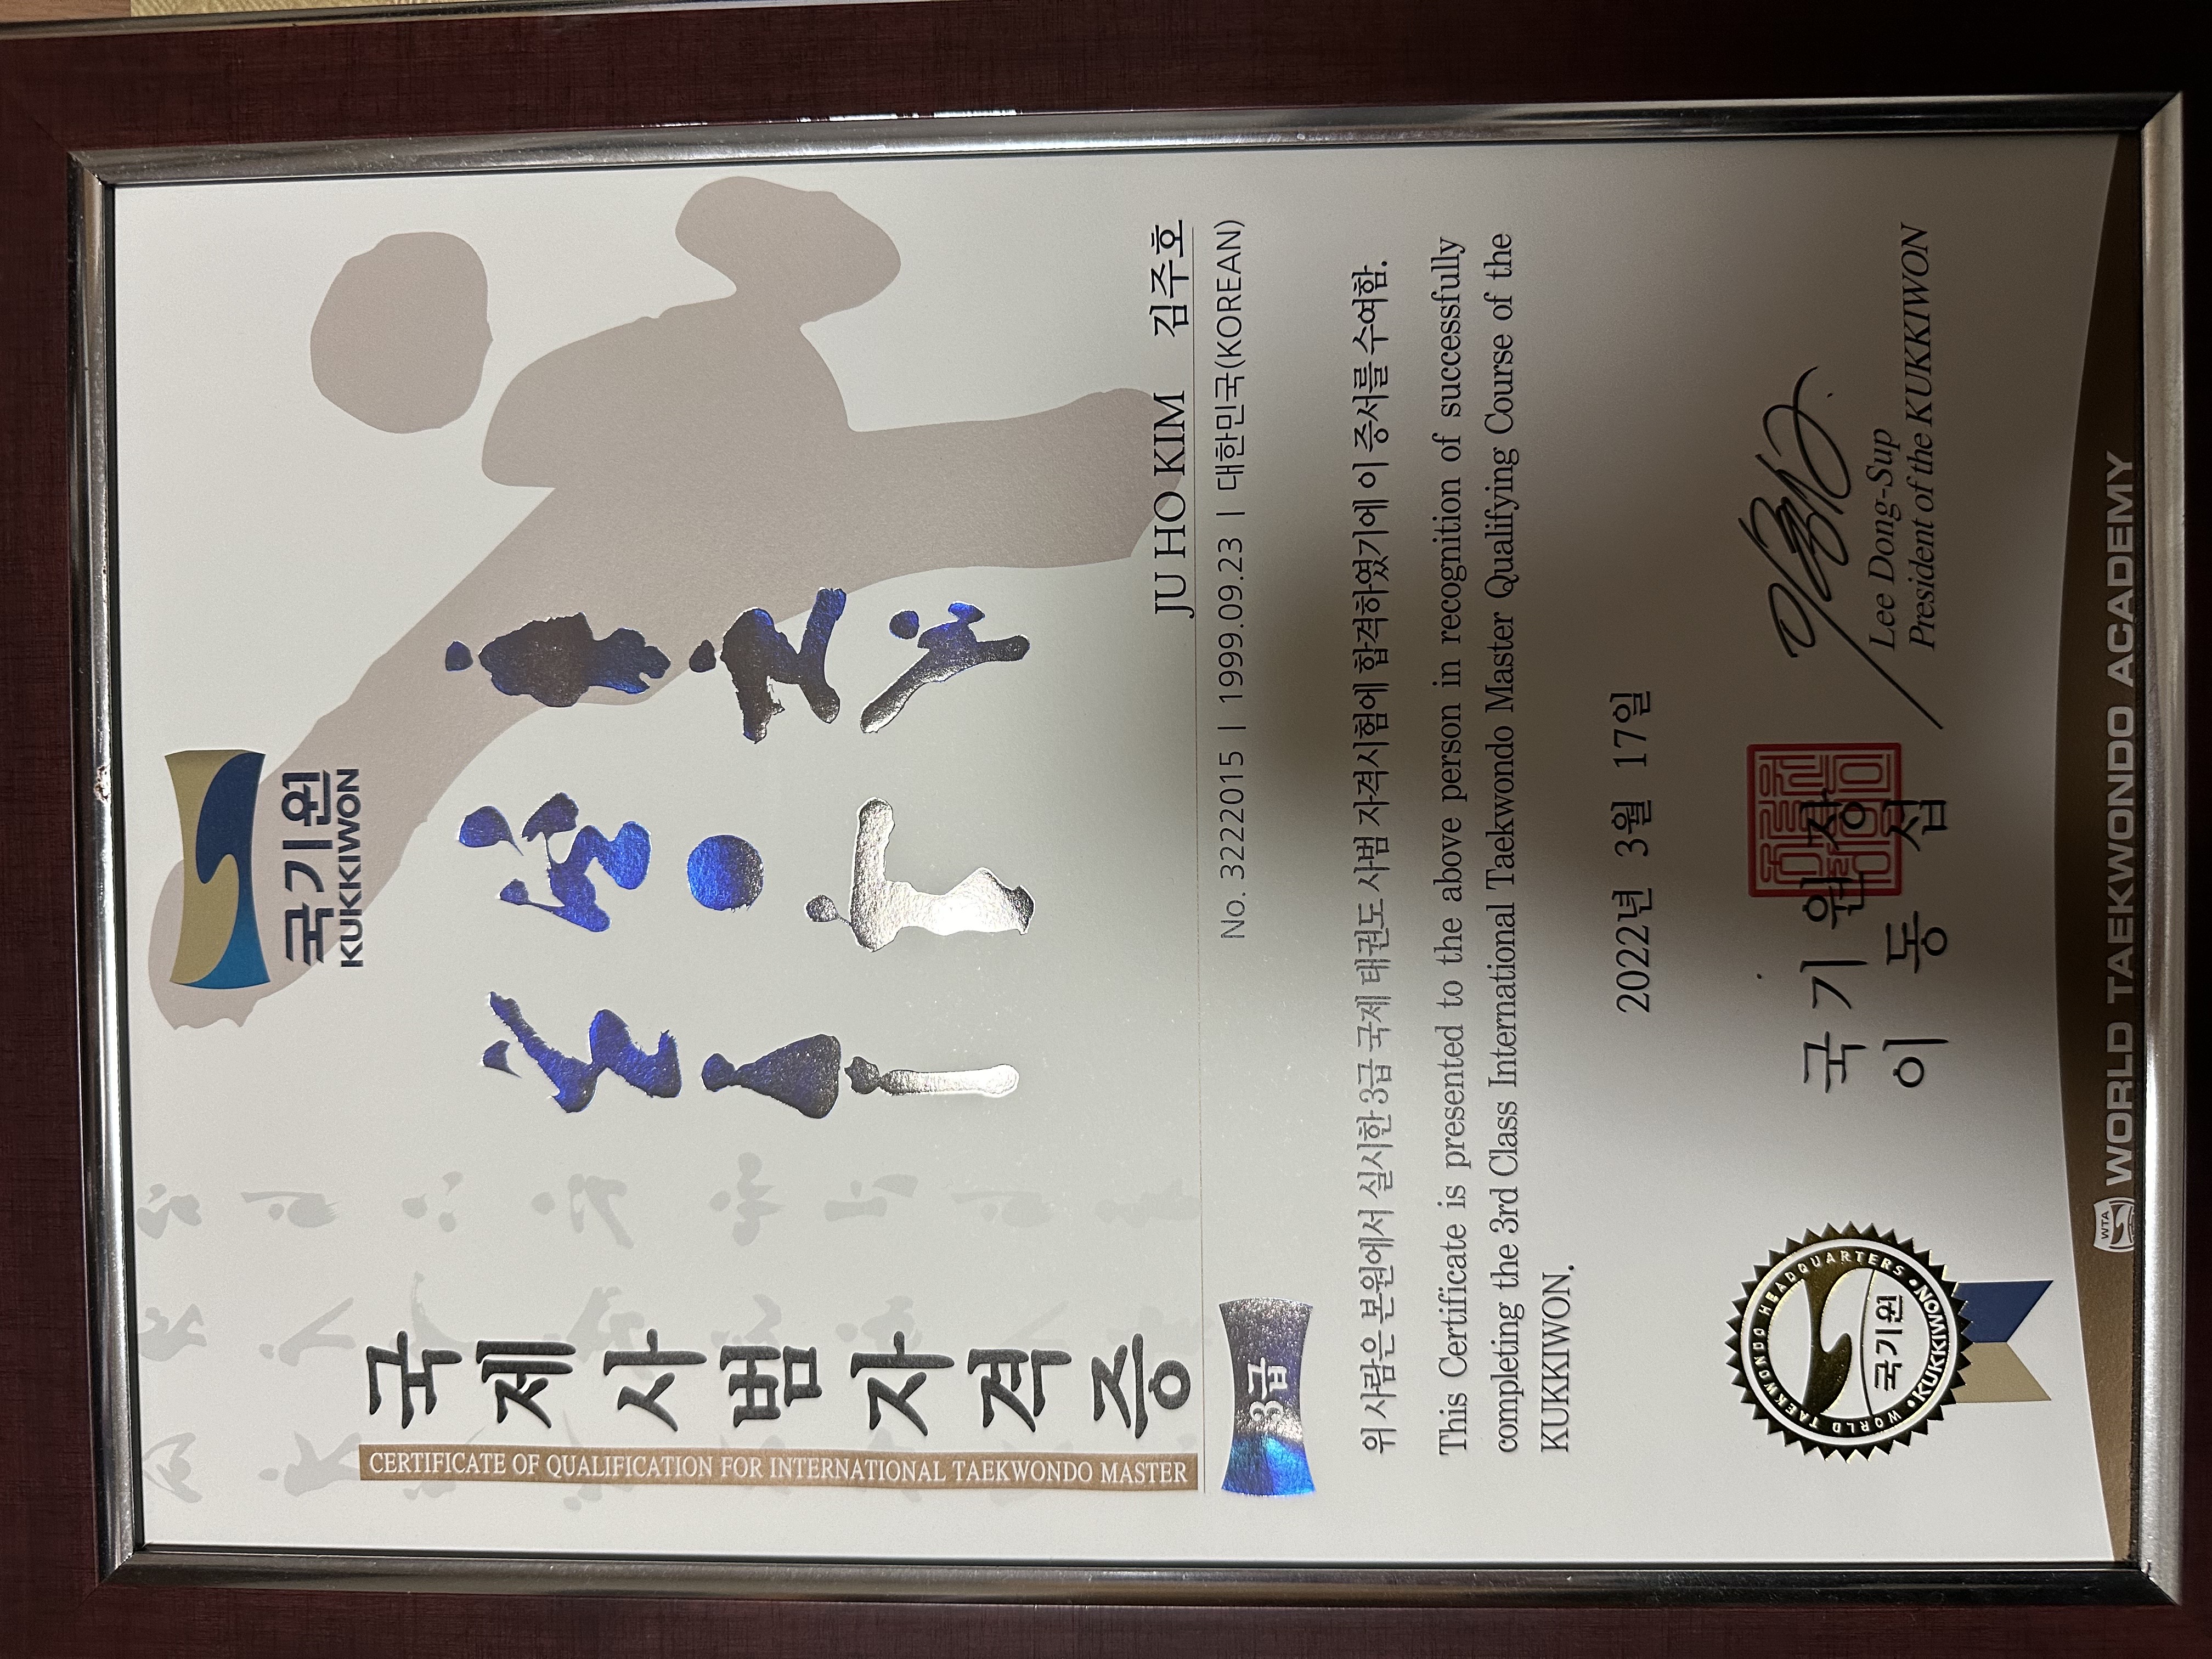 국기원
KUKKIWON
국제사범자격증
CERTIFICATE OF QUALIFICATION FOR INTERNATIONAL TAEKWONDO MASTER
JU HO KIM 김주호
3급
No. 3222015 | 1999.09.23 | 대한민국(KOREAN)
위 사람은 본원에서 실시한 3급 국제 태권도 사범 자격시험에 합격하였기에 이 증서를 수여함.
This Certificate is presented to the above person in recognition of successfully
completing the 3rd Class International Taekwondo Master Qualifying Course of the
KUKKIWON.
2022년 3월 17일
국기원장
이동섭
Lee Dong-Sup
President of the KUKKIWON
WORLD TAEKWONDO HEADQUARTERS
국기원
KUKKIWON
WTA
WORLD TAEKWONDO ACADEMY